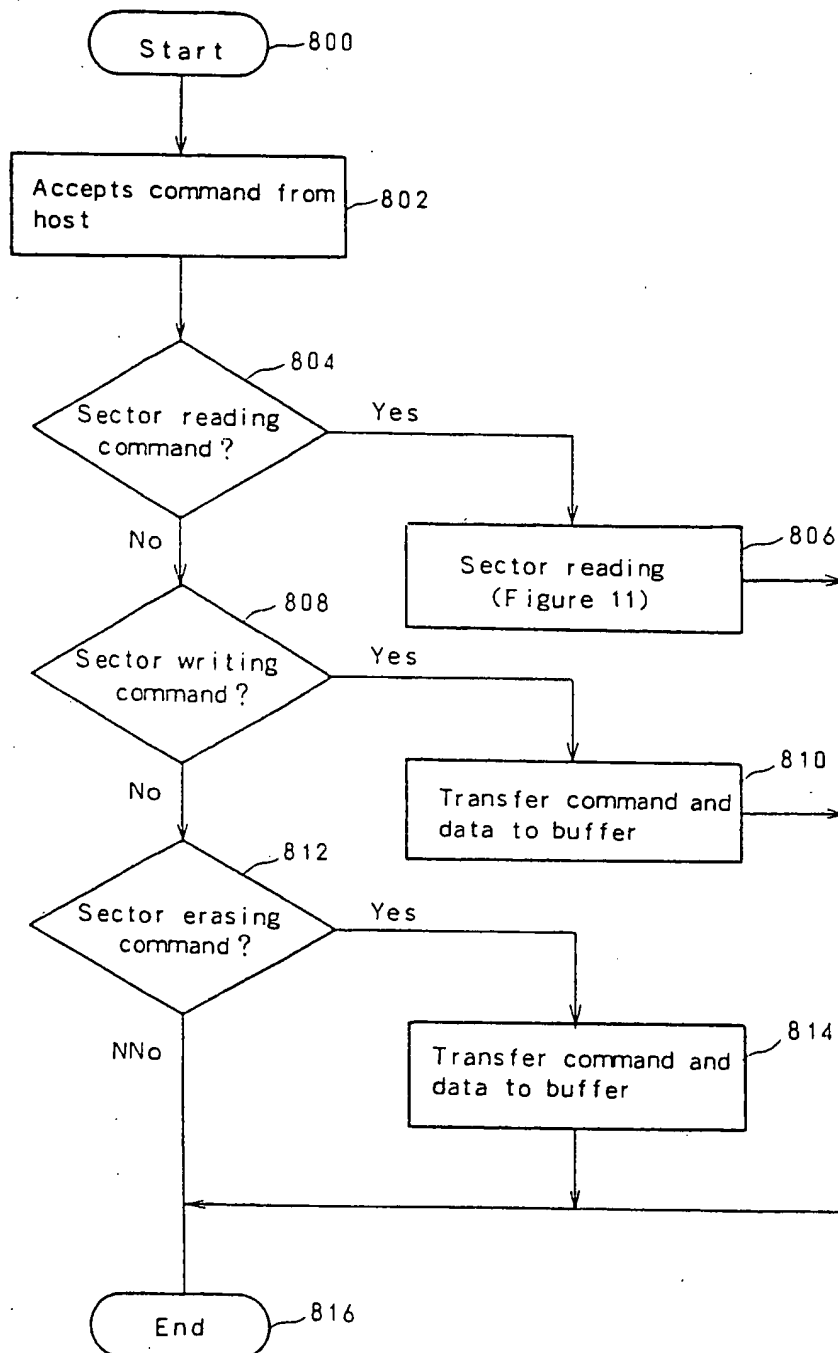 Start
800
Accepts command from
host
802
804
Sector reading
command?
Yes
No
806
Sector reading
(Figure 11)
808
Sector writing
command?
Yes
No
810
Transfer command and
data to buffer
812
Sector erasing
command?
Yes
NNo
814
Transfer command and
data to buffer
End
816